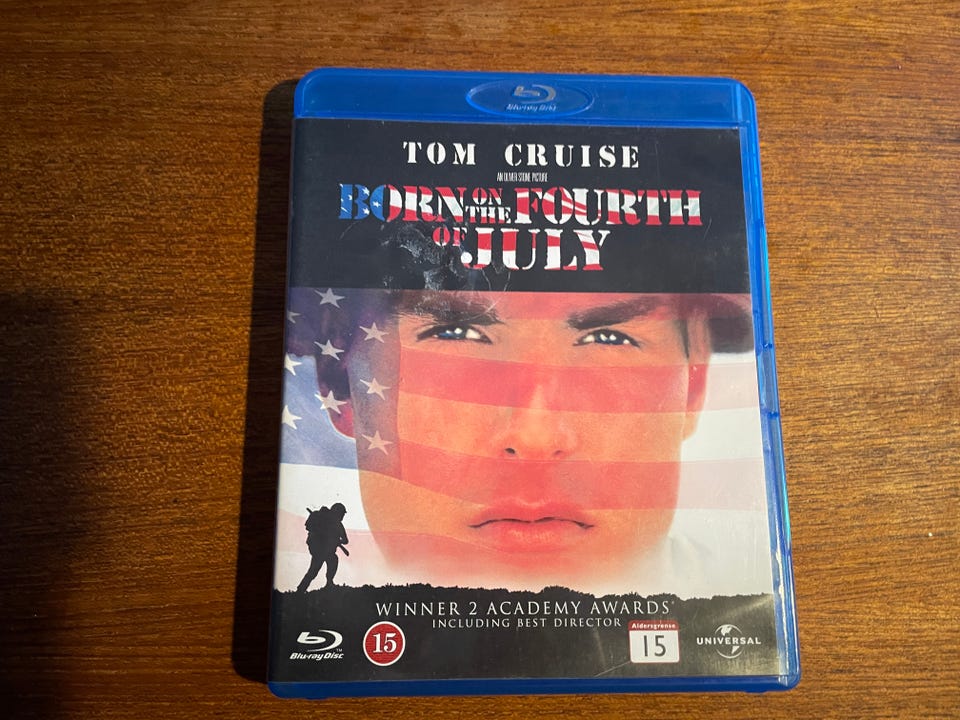 Blu-ray Disc
TOM CRUISE
AN OLIVER STONE PICTURE
BORN ON THE FOURTH
OF JULY
WINNER 2 ACADEMY AWARDS®
INCLUDING BEST DIRECTOR
Blu-ray Disc
15
Aldersgrense
15
UNIVERSAL